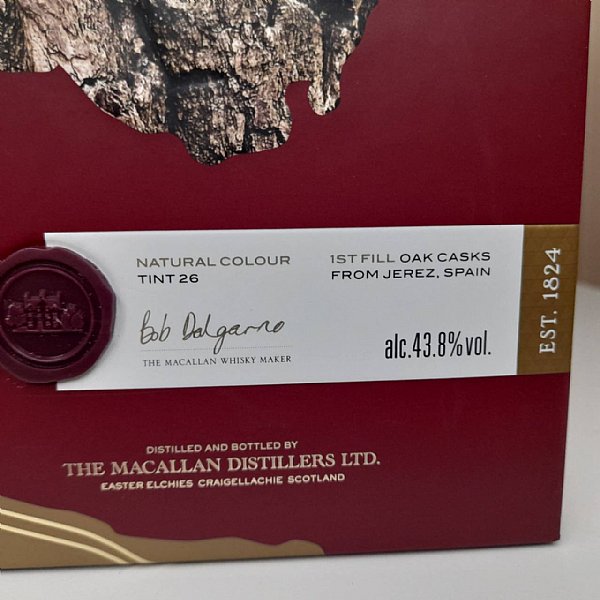 NATURAL COLOUR
TINT 26
1ST FILL OAK CASKS
FROM JEREZ, SPAIN
Bob Dalgarno
THE MACALLAN WHISKY MAKER
alc.43.8%vol.
EST. 1824
DISTILLED AND BOTTLED BY
THE MACALLAN DISTILLERS LTD.
EASTER ELCHIES CRAIGELLACHIE SCOTLAND